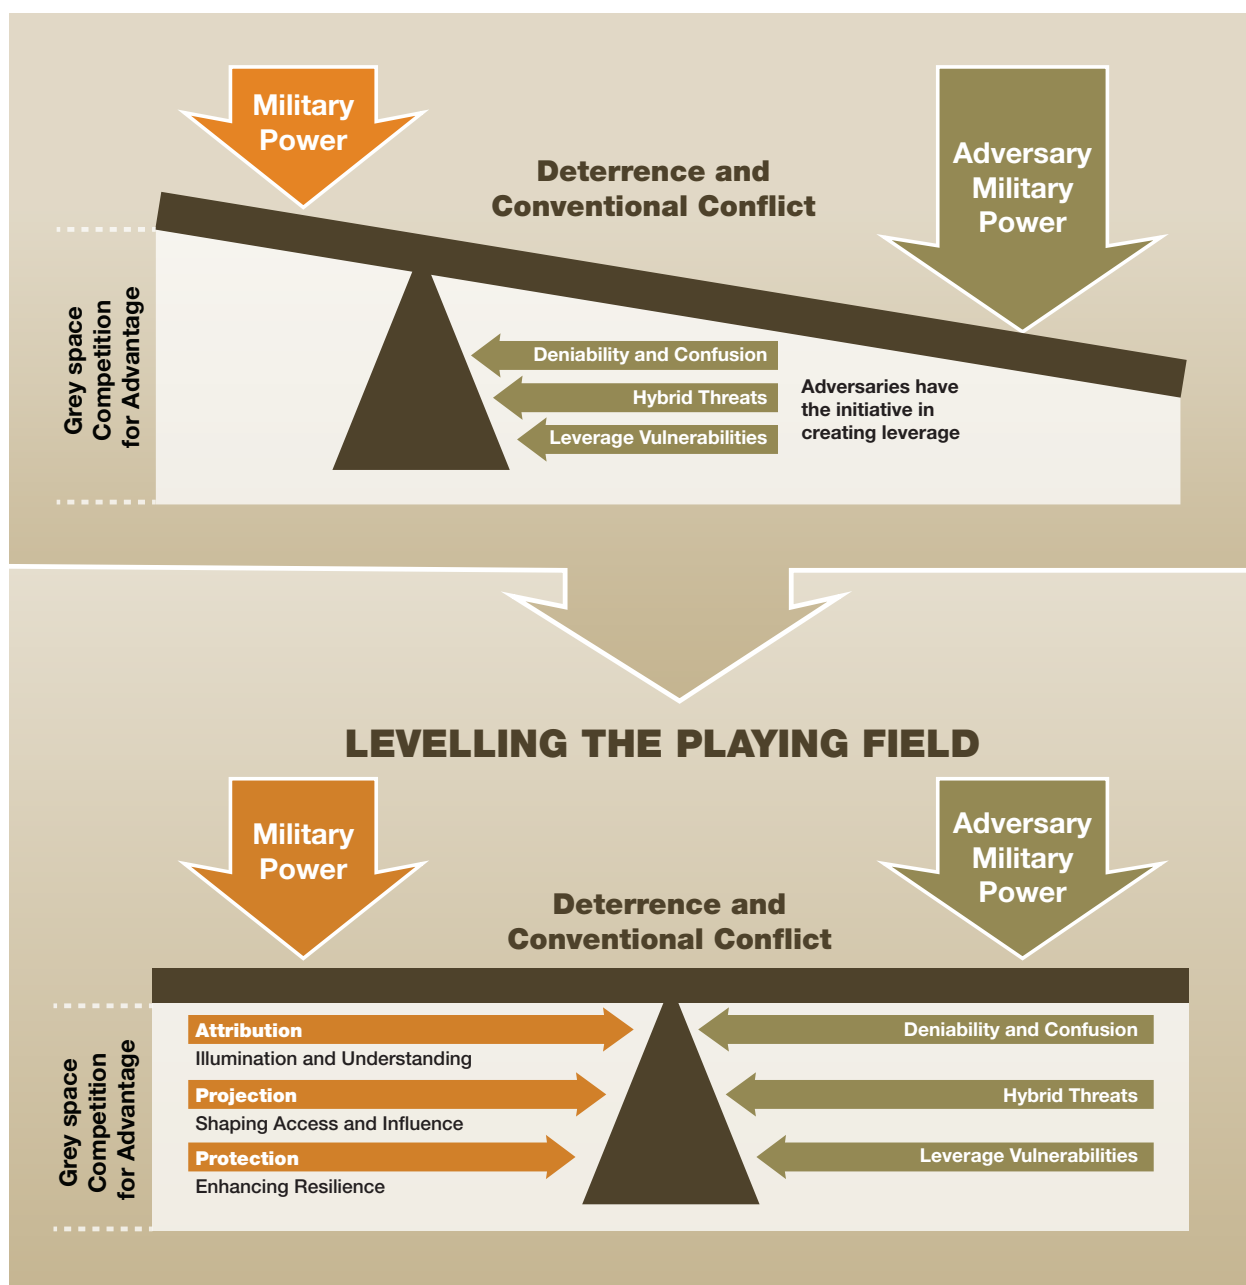 Military
Power
Adversary
Military
Power
Deterrence and
Conventional Conflict
Grey space
Competition
for Advantage
Deniability and Confusion
Hybrid Threats
Leverage Vulnerabilities
Adversaries have
the initiative in
creating leverage
LEVELLING THE PLAYING FIELD
Military
Power
Adversary
Military
Power
Deterrence and
Conventional Conflict
Grey space
Competition
for Advantage
Attribution
Illumination and Understanding
Projection
Shaping Access and Influence
Protection
Enhancing Resilience
Deniability and Confusion
Hybrid Threats
Leverage Vulnerabilities